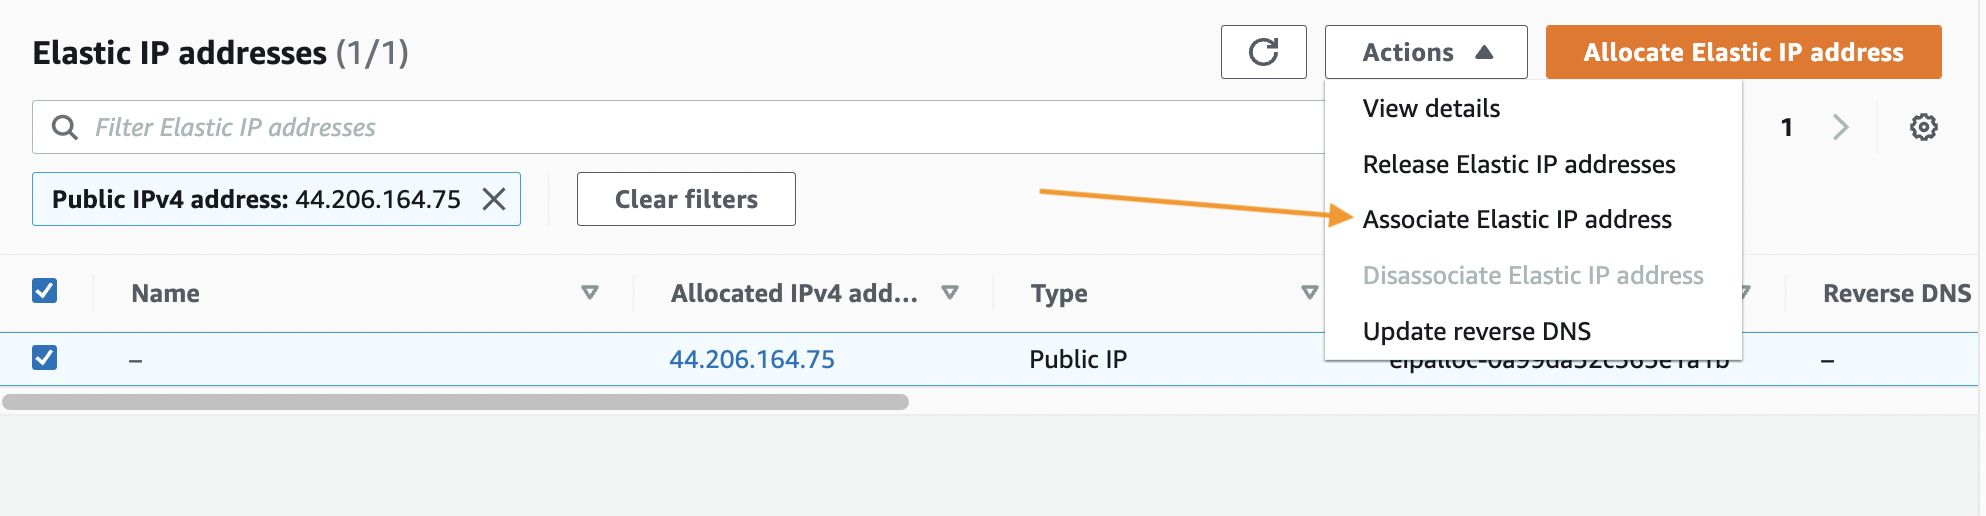 Elastic IP addresses (1/1)
Actions
Allocate Elastic IP address
Filter Elastic IP addresses
View details
1
Release Elastic IP addresses
Public IPv4 address: 44.206.164.75
Clear filters
Associate Elastic IP address
Disassociate Elastic IP address
Name
Allocated IPv4 add...
Type
Reverse DNS
Update reverse DNS
–
44.206.164.75
Public IP
–